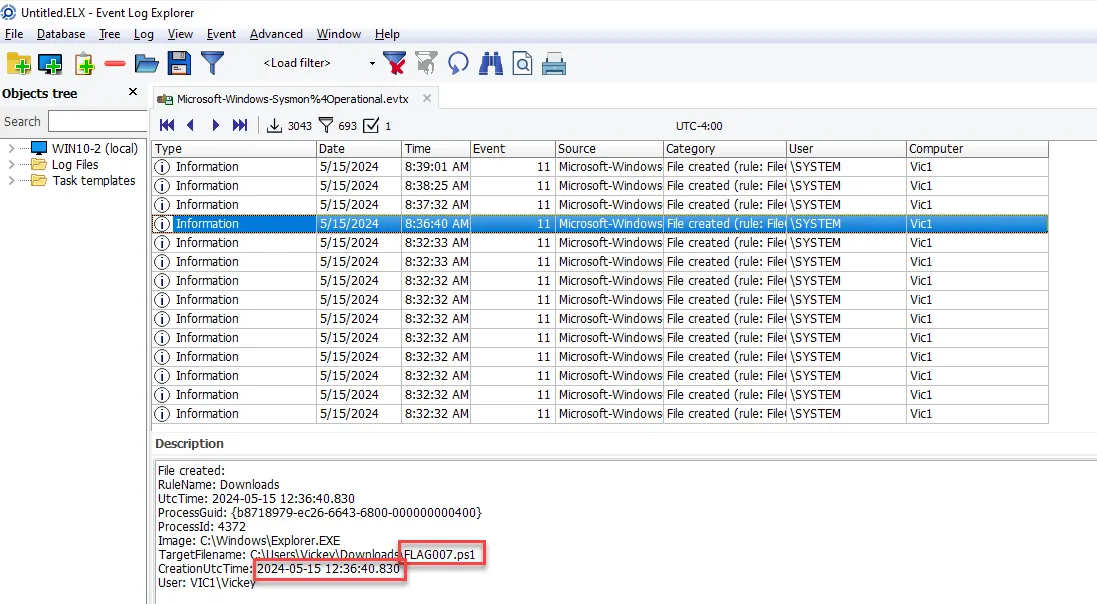 Untitled.ELX - Event Log Explorer
File Database Tree Log View Event Advanced Window Help
<Load filter>
Objects tree
Microsoft-Windows-Sysmon%4Operational.evtx
Search
3043 693 1 UTC-4:00
WIN10-2 (local)
Log Files
Task templates
Type Date Time Event Source Category User Computer
Information 5/15/2024 8:39:01 AM 11 Microsoft-Windows File created (rule: File \SYSTEM Vic1
Information 5/15/2024 8:38:25 AM 11 Microsoft-Windows File created (rule: File \SYSTEM Vic1
Information 5/15/2024 8:37:32 AM 11 Microsoft-Windows File created (rule: File \SYSTEM Vic1
Information 5/15/2024 8:36:40 AM 11 Microsoft-Windows File created (rule: File \SYSTEM Vic1
Information 5/15/2024 8:32:33 AM 11 Microsoft-Windows File created (rule: File \SYSTEM Vic1
Information 5/15/2024 8:32:33 AM 11 Microsoft-Windows File created (rule: File \SYSTEM Vic1
Information 5/15/2024 8:32:32 AM 11 Microsoft-Windows File created (rule: File \SYSTEM Vic1
Information 5/15/2024 8:32:32 AM 11 Microsoft-Windows File created (rule: File \SYSTEM Vic1
Information 5/15/2024 8:32:32 AM 11 Microsoft-Windows File created (rule: File \SYSTEM Vic1
Information 5/15/2024 8:32:32 AM 11 Microsoft-Windows File created (rule: File \SYSTEM Vic1
Information 5/15/2024 8:32:32 AM 11 Microsoft-Windows File created (rule: File \SYSTEM Vic1
Information 5/15/2024 8:32:32 AM 11 Microsoft-Windows File created (rule: File \SYSTEM Vic1
Information 5/15/2024 8:32:32 AM 11 Microsoft-Windows File created (rule: File \SYSTEM Vic1
Information 5/15/2024 8:32:32 AM 11 Microsoft-Windows File created (rule: File \SYSTEM Vic1
Description
File created:
RuleName: Downloads
UtcTime: 2024-05-15 12:36:40.830
ProcessGuid: {b8718979-ec26-6643-6800-000000000400}
ProcessId: 4372
Image: C:\Windows\Explorer.EXE
TargetFilename: C:\Users\Vickey\Downloads\FLAG007.ps1
CreationUtcTime: 2024-05-15 12:36:40.830
User: VIC1\Vickey